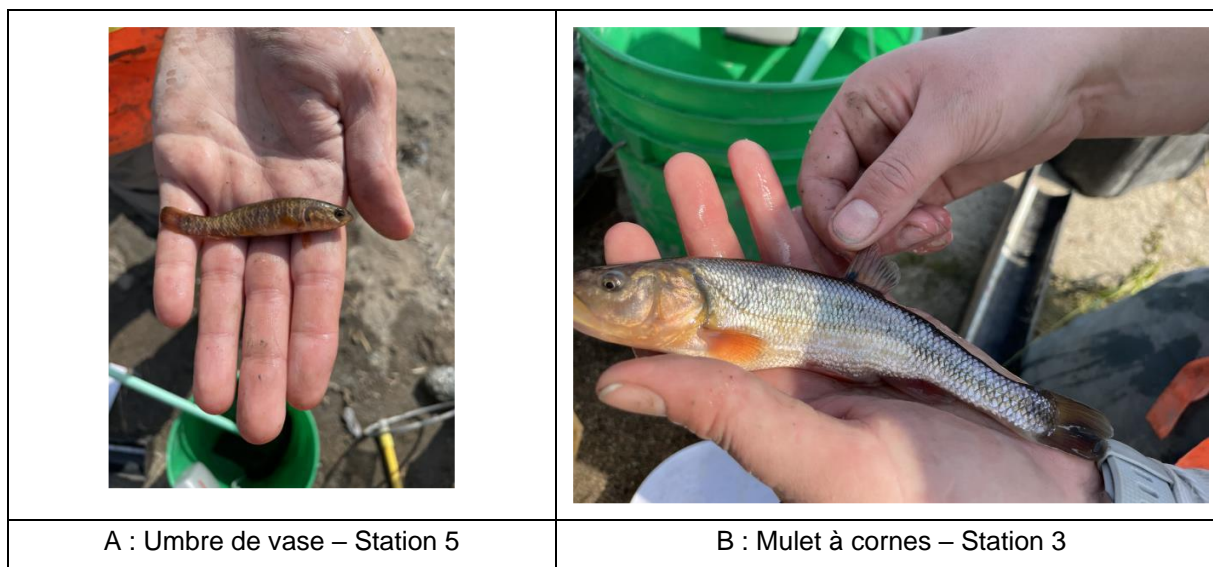 A : Umbre de vase – Station 5
B : Mulet à cornes – Station 3